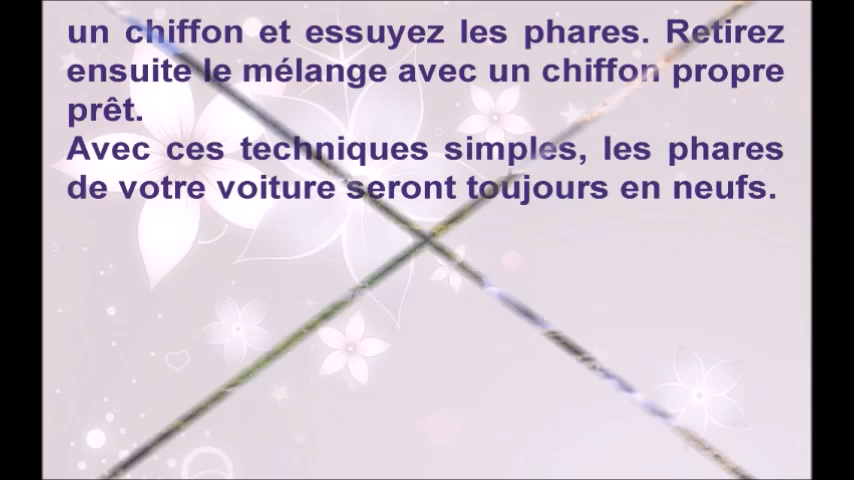 un chiffon et essuyez les phares. Retirez
ensuite le mélange avec un chiffon propre
prêt.
Avec ces techniques simples, les phares
de votre voiture seront toujours en neufs.